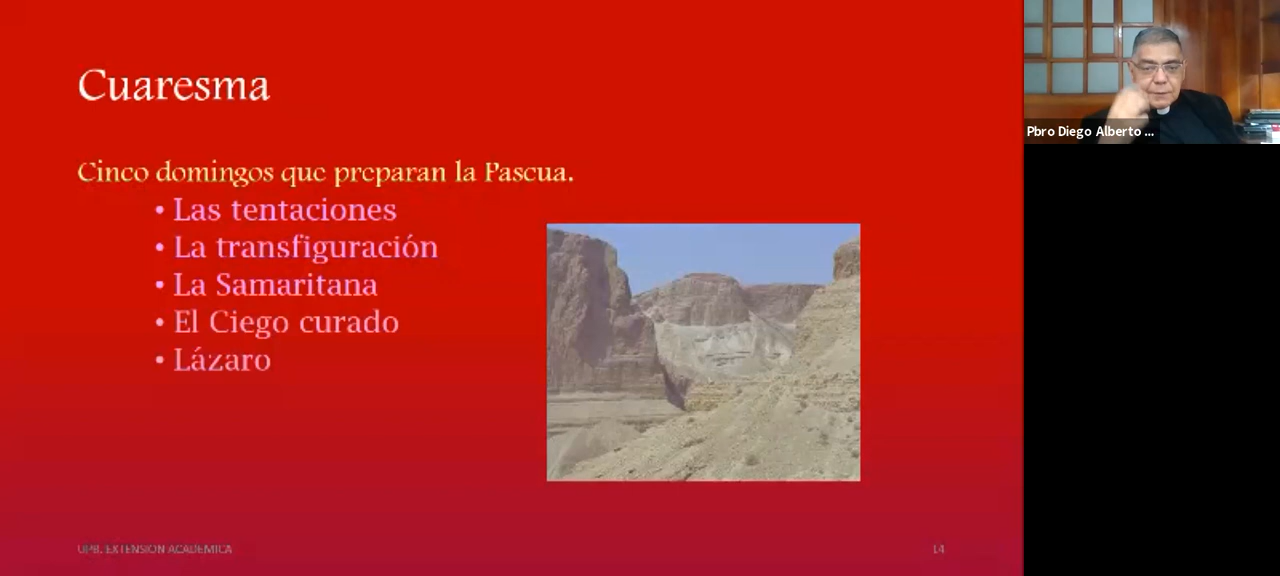 Cuaresma
Cinco domingos que preparan la Pascua.
• Las tentaciones
• La transfiguración
• La Samaritana
• El Ciego curado
• Lázaro
UPB. EXTENSION ACADEMICA
14
Pbro Diego Alberto ...